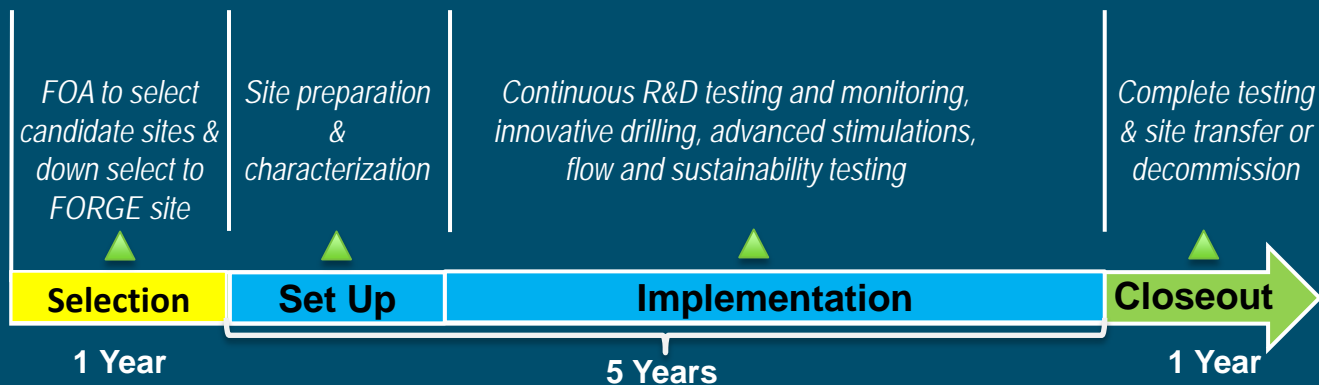 FOA to select
candidate sites &
down select to
FORGE site
Site preparation
&
characterization
Continuous R&D testing and monitoring,
innovative drilling, advanced stimulations,
flow and sustainability testing
Complete testing
& site transfer or
decommission
Selection
Set Up
Implementation
Closeout
1 Year
5 Years
1 Year